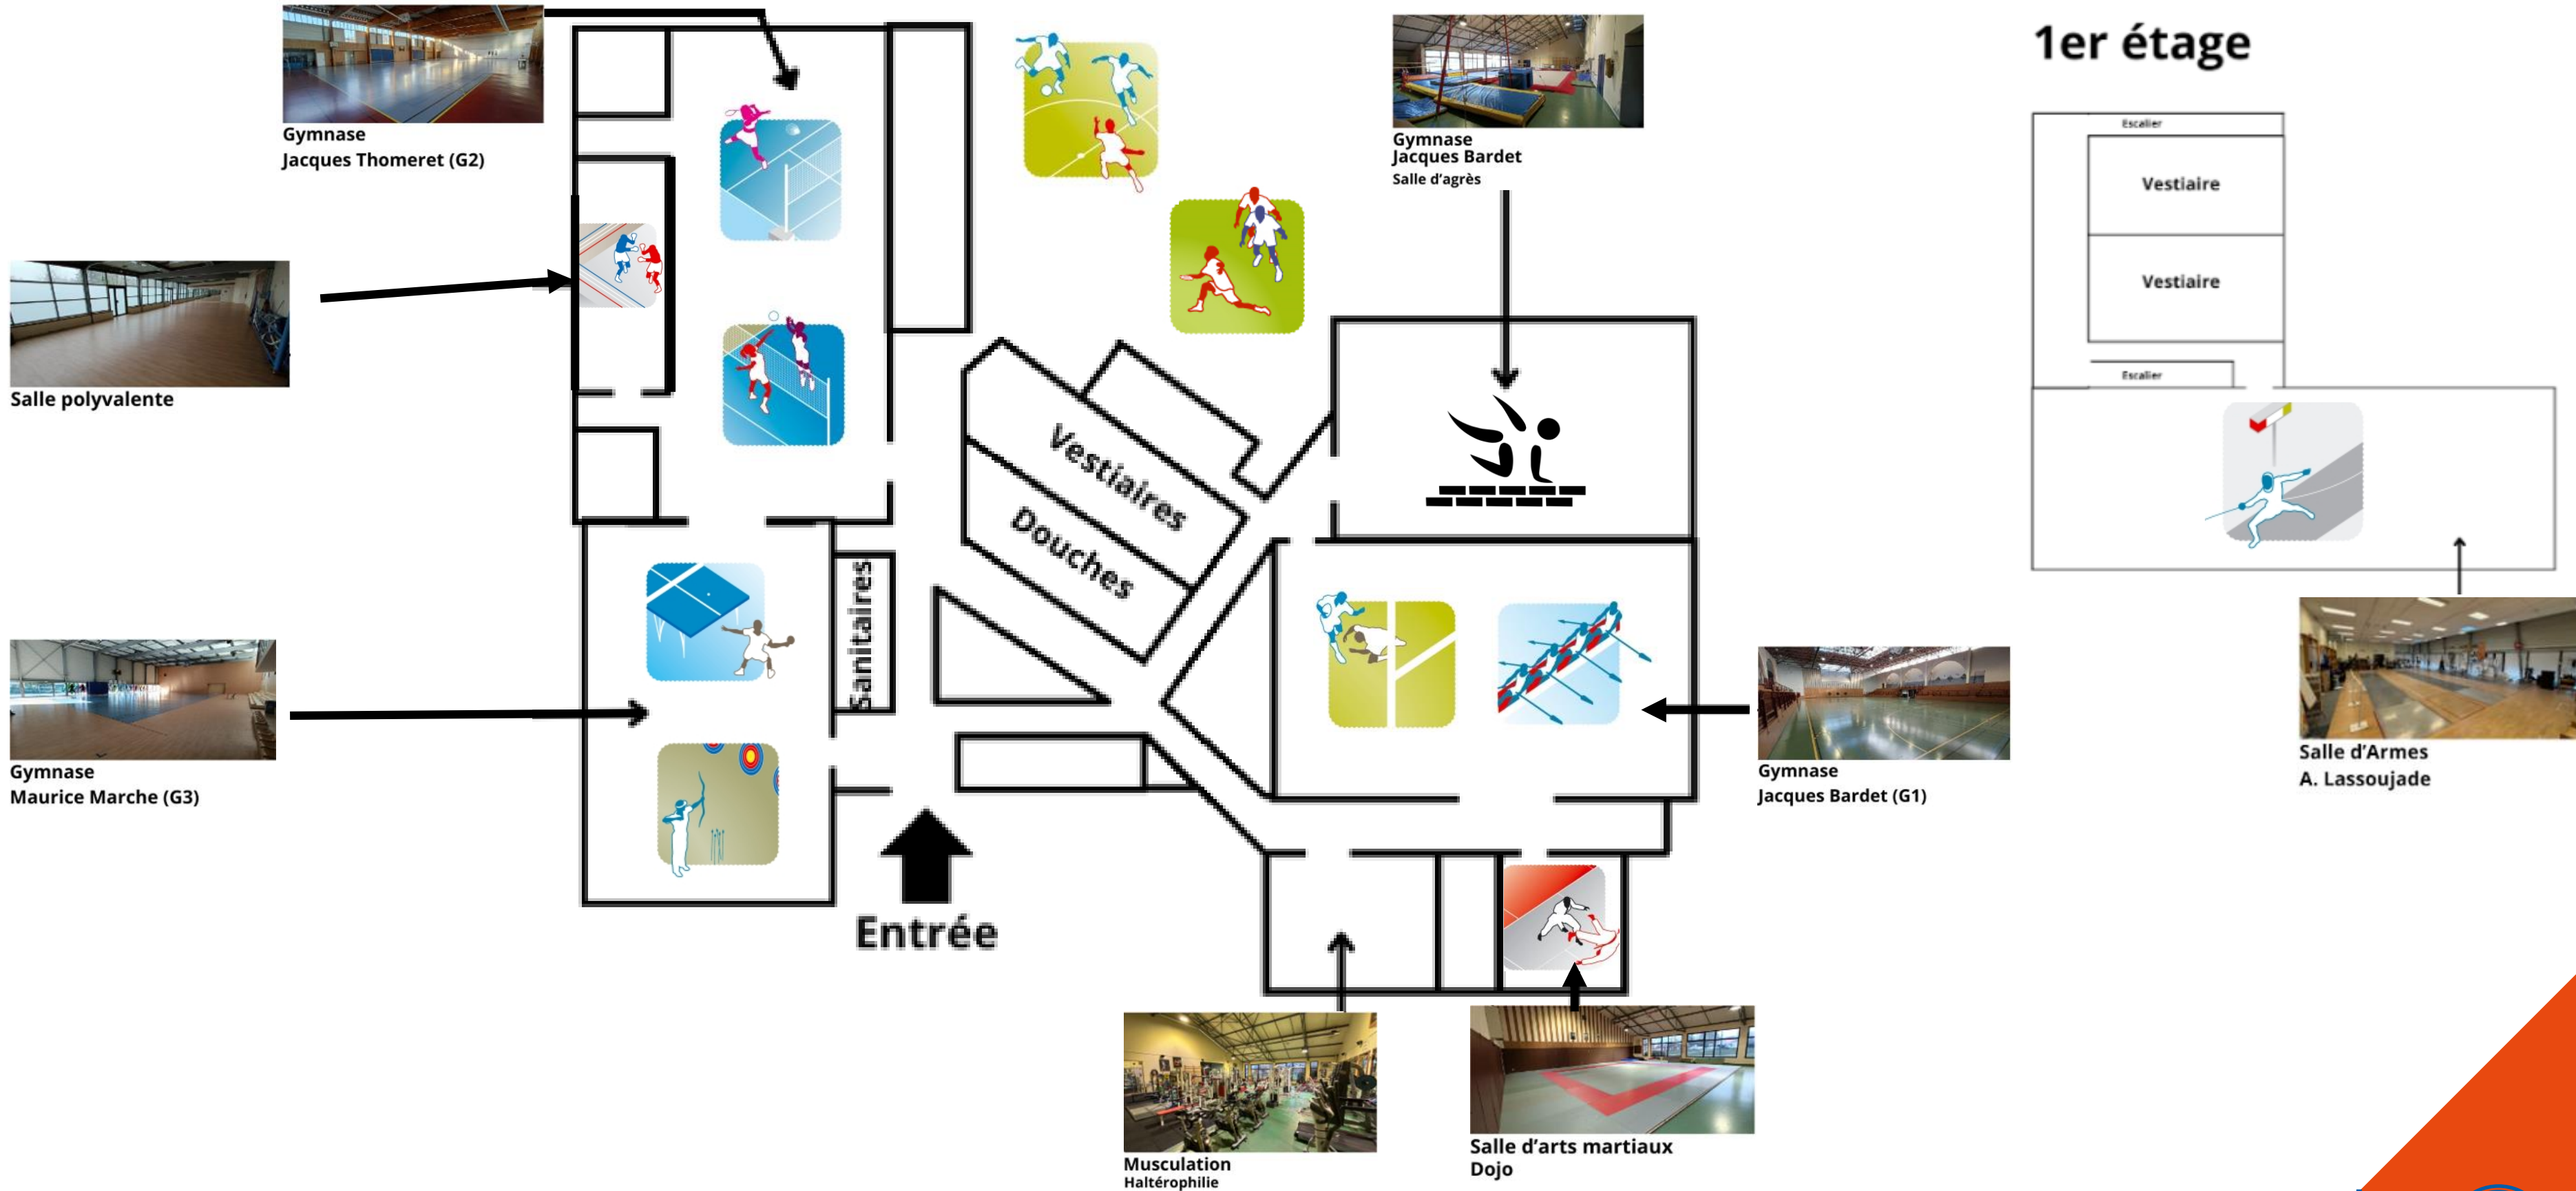 1er étage
Gymnase
Jacques Thomeret (G2)
Gymnase
Jacques Bardet
Salle d'agrès
Escalier
Vestiaire
Vestiaire
Escalier
Salle polyvalente
Vestiaires
Douches
Sanitaires
Gymnase
Maurice Marche (G3)
Gymnase
Jacques Bardet (G1)
Salle d'Armes
A. Lassoujade
Entrée
Musculation
Haltérophilie
Salle d'arts martiaux
Dojo